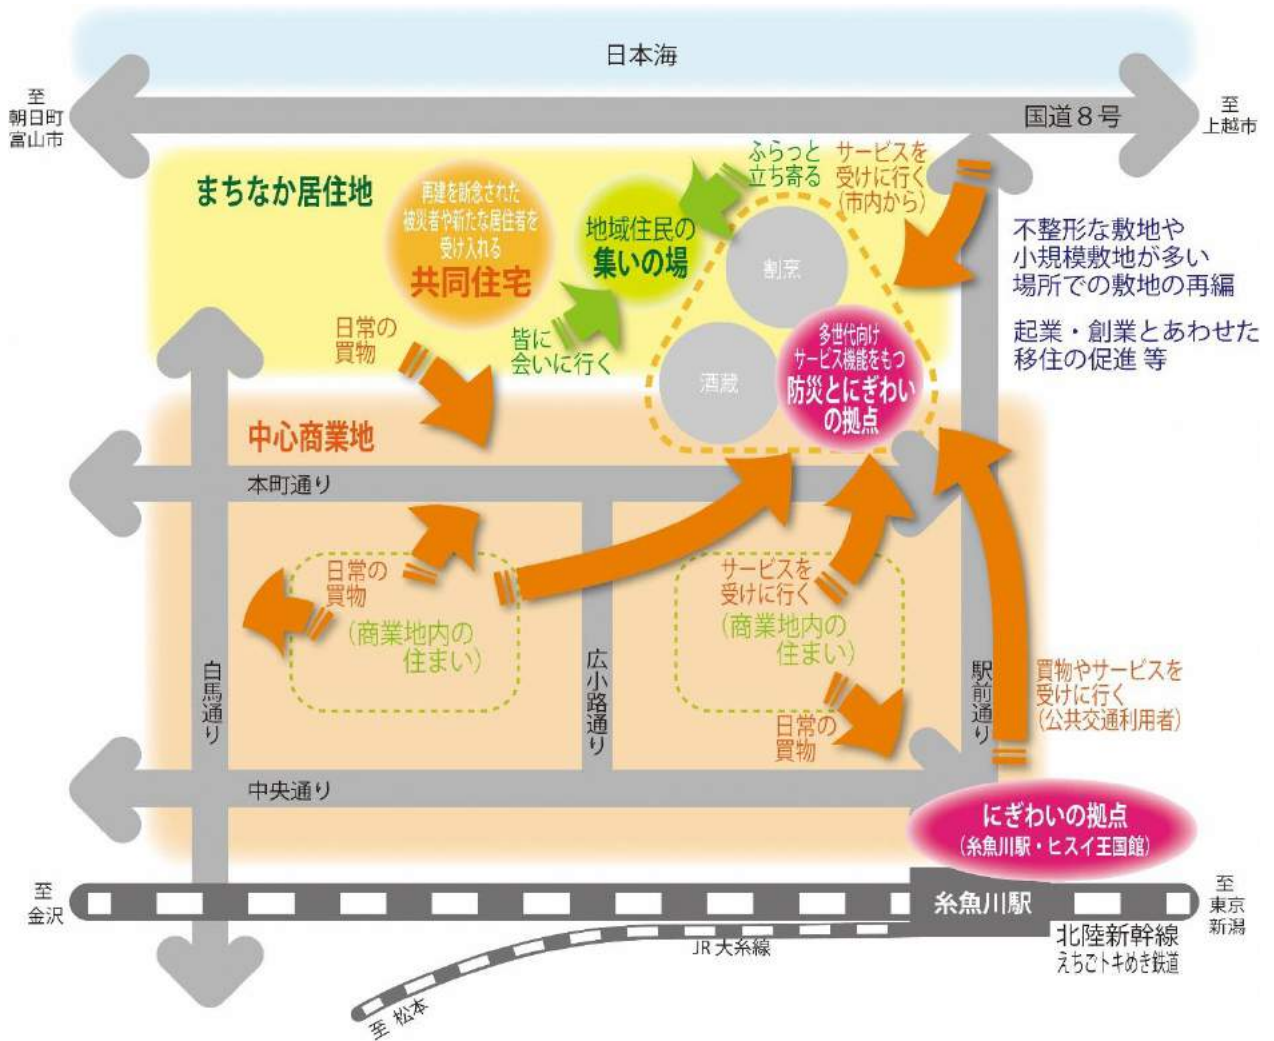 日本海
至
朝日町
富山市
国道8号
至
上越市
まちなか居住地
再建を断念された
被災者や新たな居住者を
受け入れる
共同住宅
地域住民の
集いの場
ふらっと
立ち寄る
サービスを
受けに行く
(市内から)
割烹
酒蔵
多世代向け
サービス機能をもつ
防災とにぎわい
の拠点
不整形な敷地や
小規模敷地が多い
場所での敷地の再編
起業・創業とあわせた
移住の促進 等
日常の
買物
皆に
会いに行く
中心商業地
本町通り
日常の
買物
(商業地内の
住まい)
サービスを
受けに行く
(商業地内の
住まい)
白馬通り
広小路通り
駅前通り
買物やサービスを
受けに行く
(公共交通利用者)
日常の
買物
中央通り
にぎわいの拠点
(糸魚川駅・ヒスイ王国館)
至
金沢
糸魚川駅
至
東京
新潟
北陸新幹線
えちごトキめき鉄道
JR 大糸線
至 松本